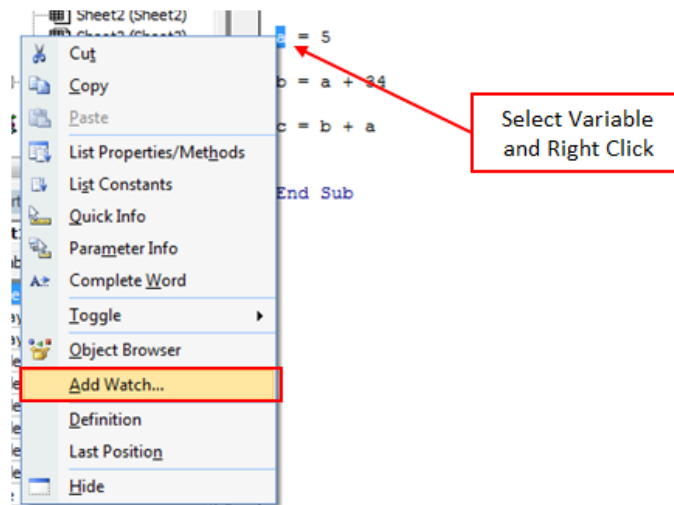 Sheet2 (Sheet2)
a = 5
Cut
Copy
b = a + 34
Paste
c = b + a
Select Variable
and Right Click
List Properties/Methods
List Constants
End Sub
Quick Info
Parameter Info
Complete Word
Toggle
Object Browser
Add Watch...
Definition
Last Position
Hide